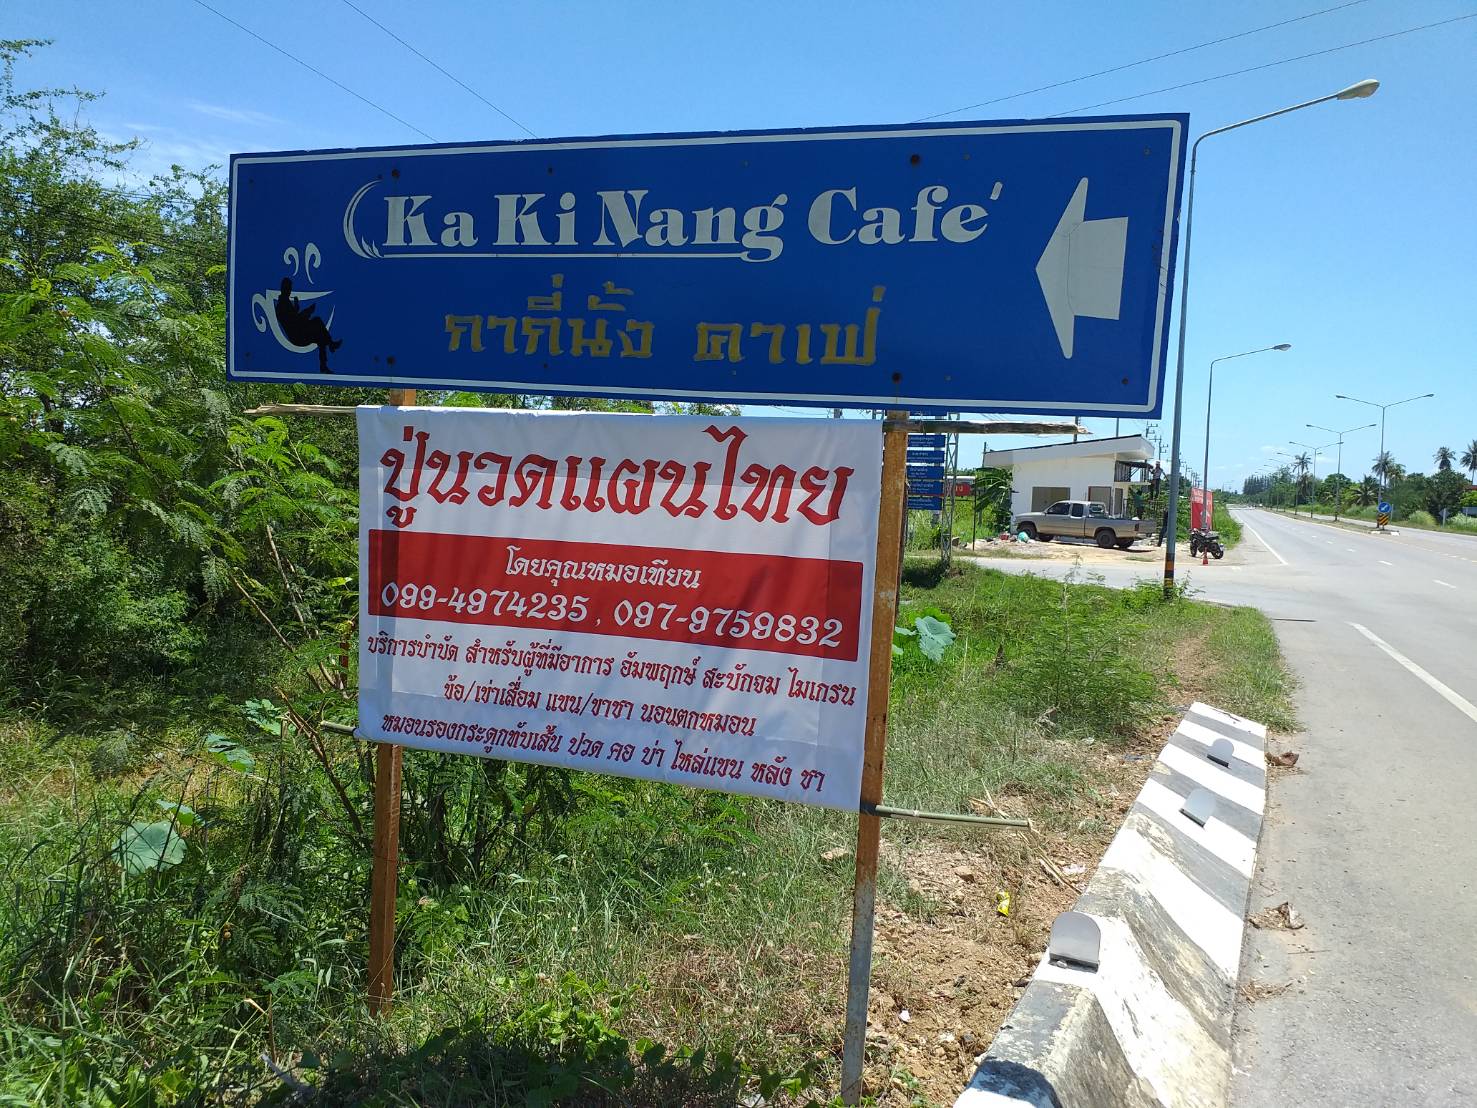 Ka Ki Nang Café
กากี่นั้ง คาเฟ่
ปู่นวดแผนไทย
โดยคุณหมอเทียน
099-4974235 , 097-9759832
บริการบำบัด สำหรับผู้ที่มีอาการ อัมพฤกษ์ สะบักจม ไมเกรน
ข้อ/เข่าเสื่อม แขน/ขาชา นอนตกหมอน
หมอนรองกระดูกทับเส้น ปวด คอ บ่า ไหล่แขน หลัง ชา